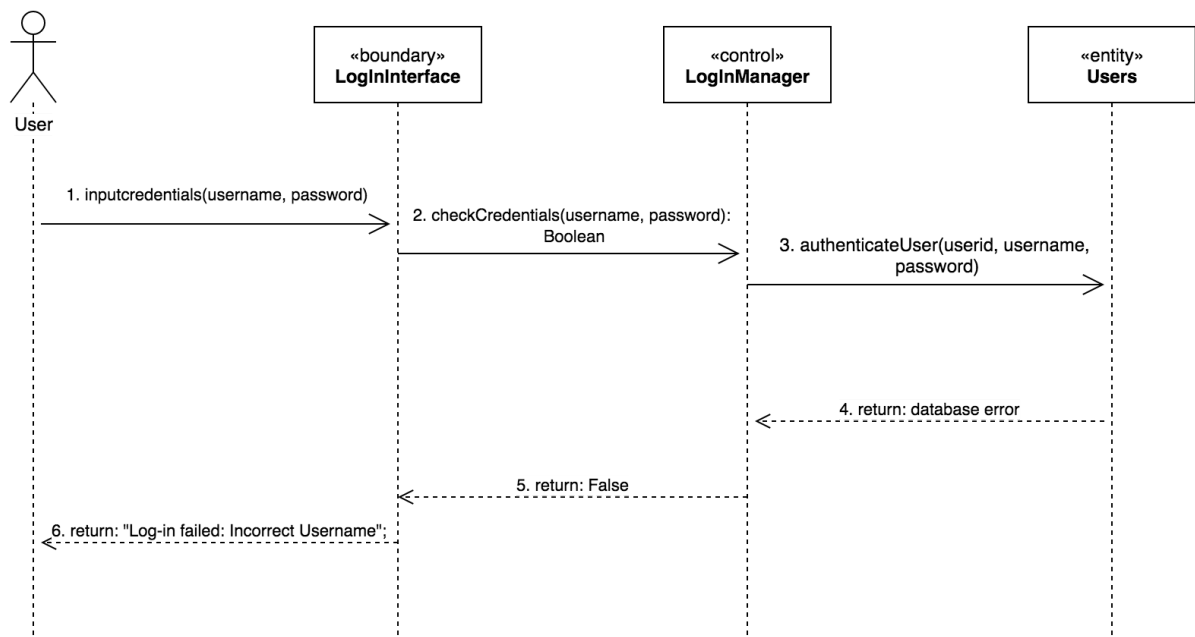 «boundary»
LogInInterface
«control»
LogInManager
«entity»
Users
User
1. inputcredentials(username, password)
2. checkCredentials(username, password):
Boolean
3. authenticateUser(userid, username,
password)
4. return: database error
5. return: False
6. return: "Log-in failed: Incorrect Username";